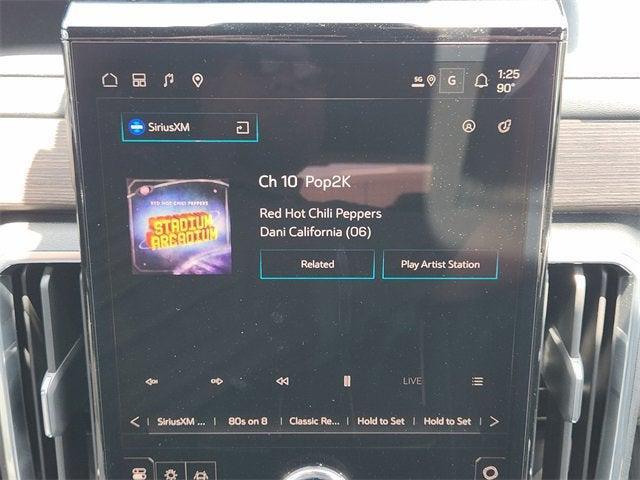 5G G 1:25
90°
SiriusXM
Ch 10 Pop2K
RED HOT CHILI PEPPERS
STADIUM
ARCADIUM
Red Hot Chili Peppers
Dani California (06)
Related Play Artist Station
LIVE
SiriusXM ... 80s on 8 Classic Re... Hold to Set Hold to Set